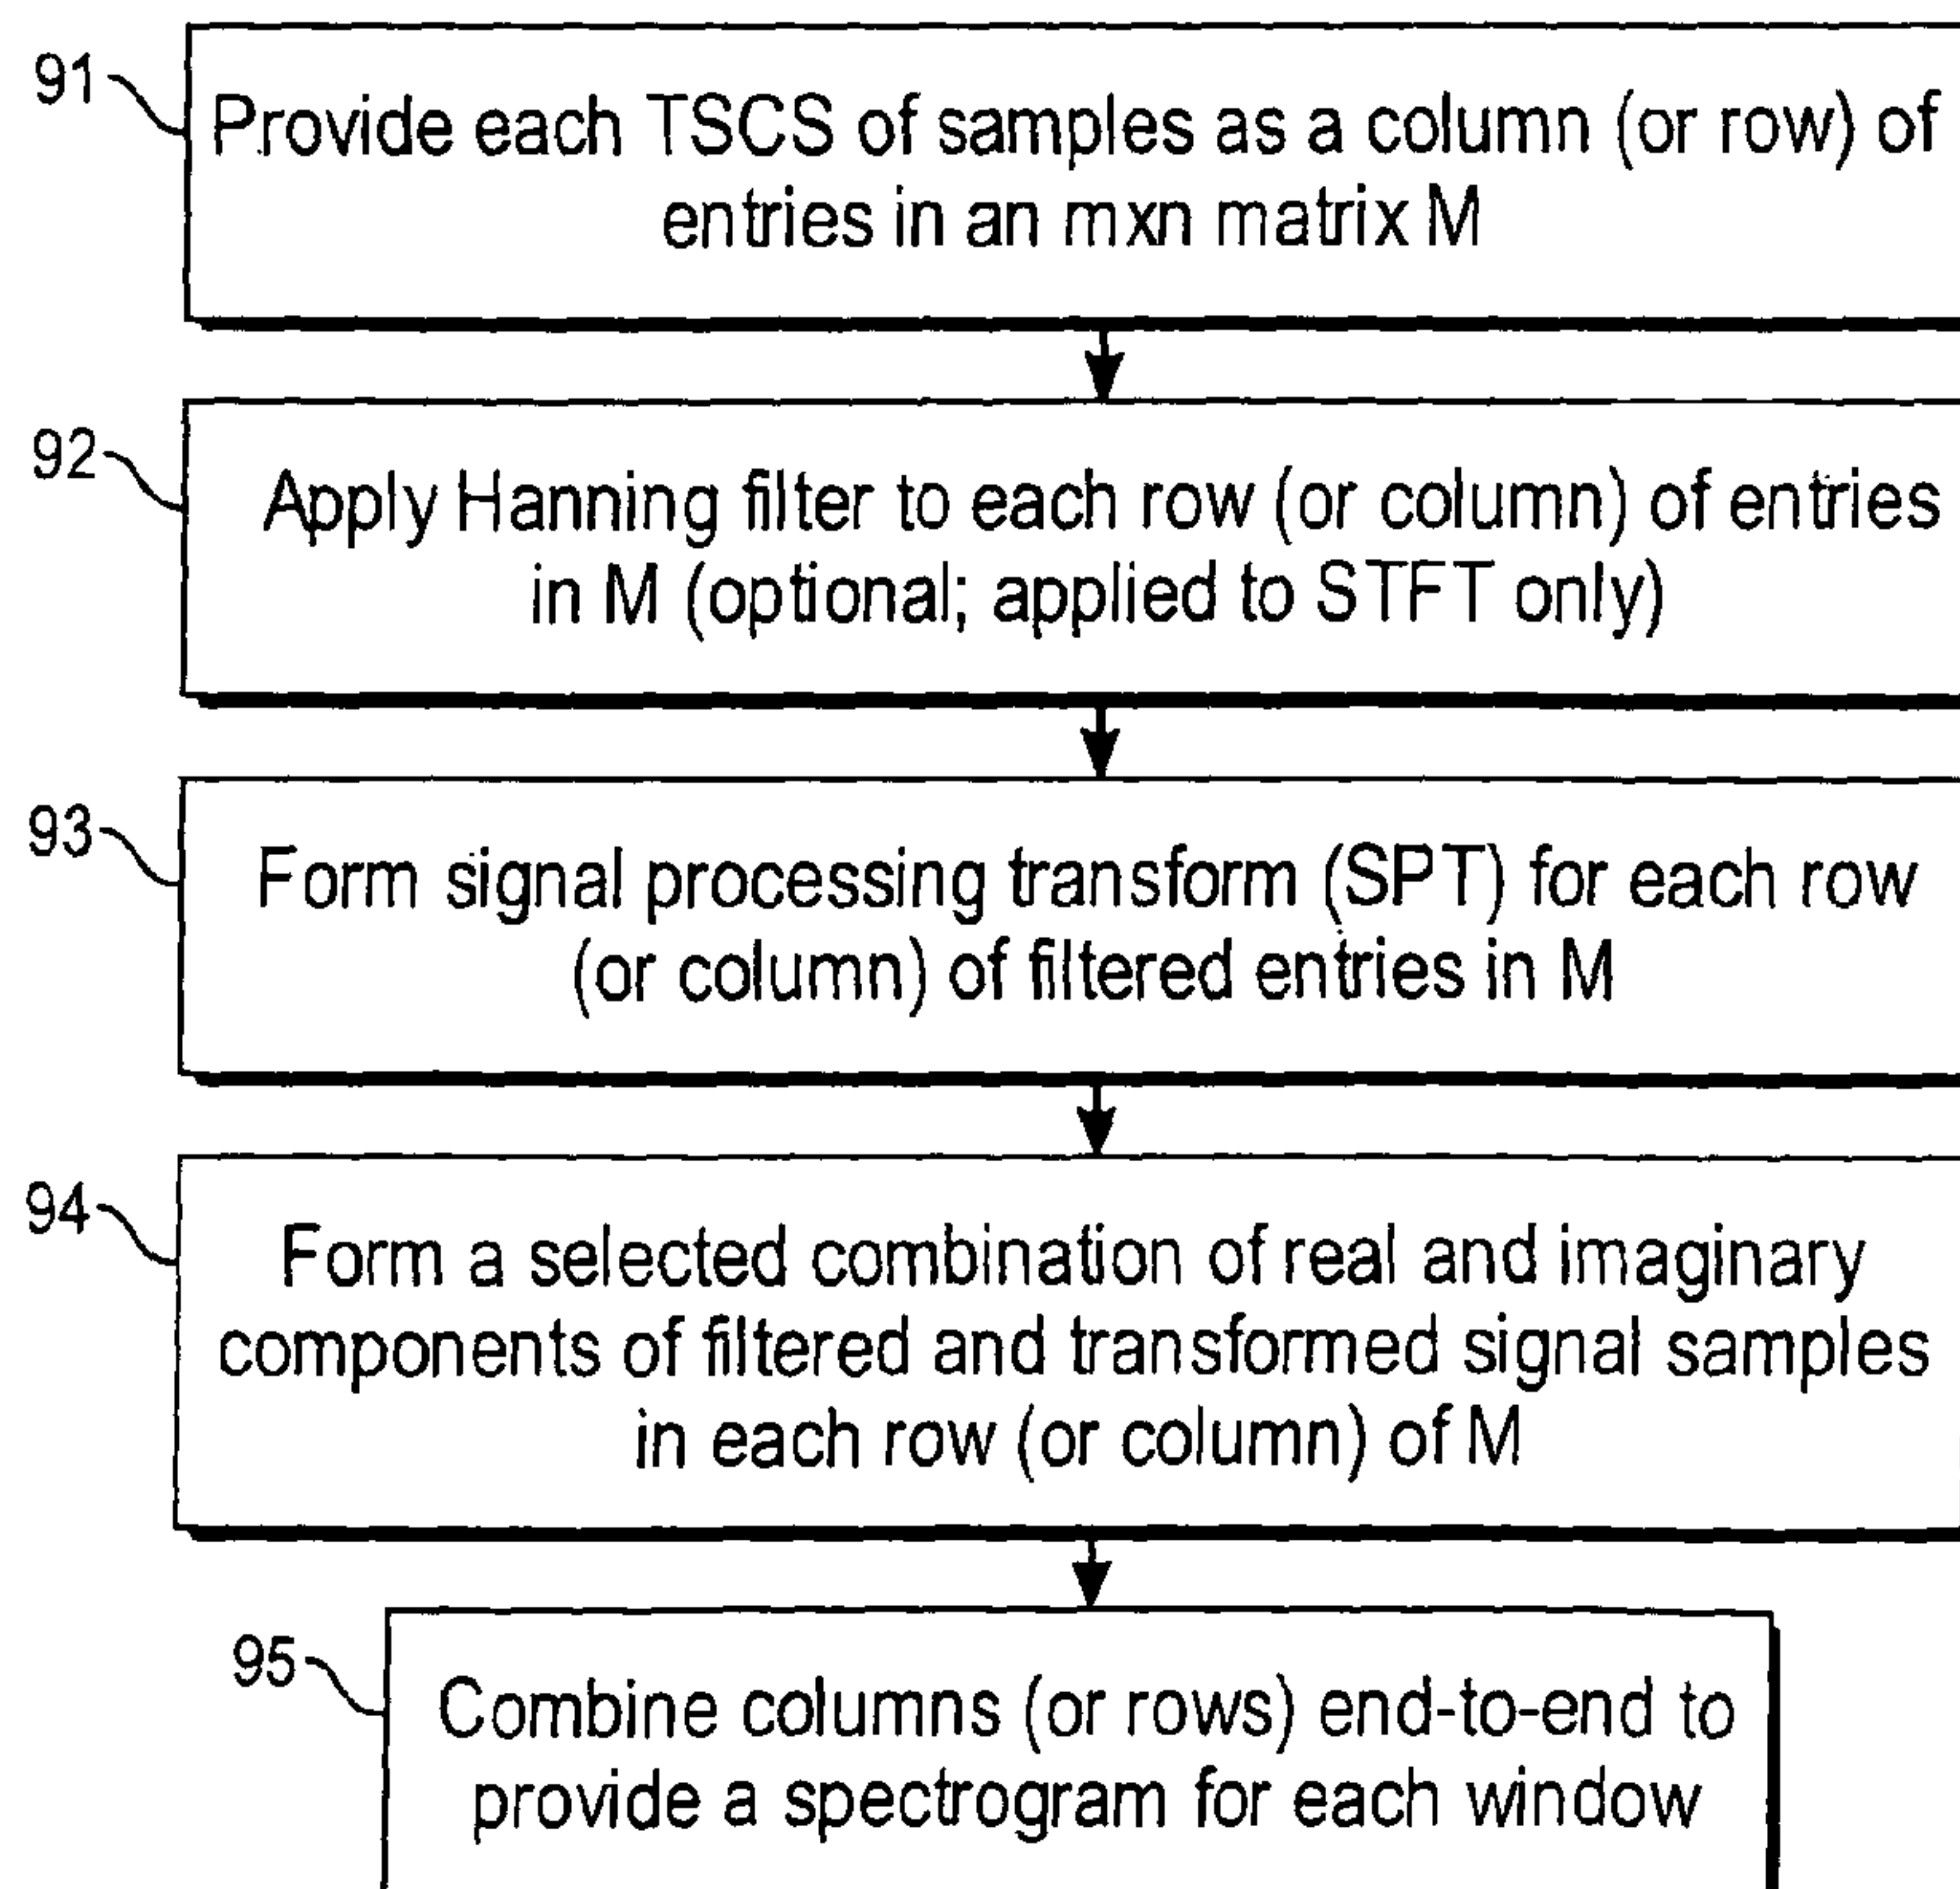 91
Provide each TSCS of samples as a column (or row) of
entries in an mxn matrix M
92
Apply Hanning filter to each row (or column) of entries
in M (optional; applied to STFT only)
93
Form signal processing transform (SPT) for each row
(or column) of filtered entries in M
94
Form a selected combination of real and imaginary
components of filtered and transformed signal samples
in each row (or column) of M
95
Combine columns (or rows) end-to-end to
provide a spectrogram for each window